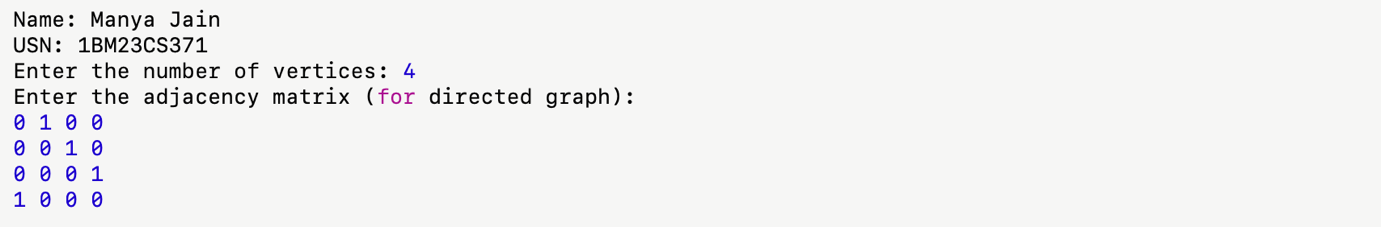 Name: Manya Jain
USN: 1BM23CS371
Enter the number of vertices: 4
Enter the adjacency matrix (for directed graph):
0 1 0 0
0 0 1 0
0 0 0 1
1 0 0 0